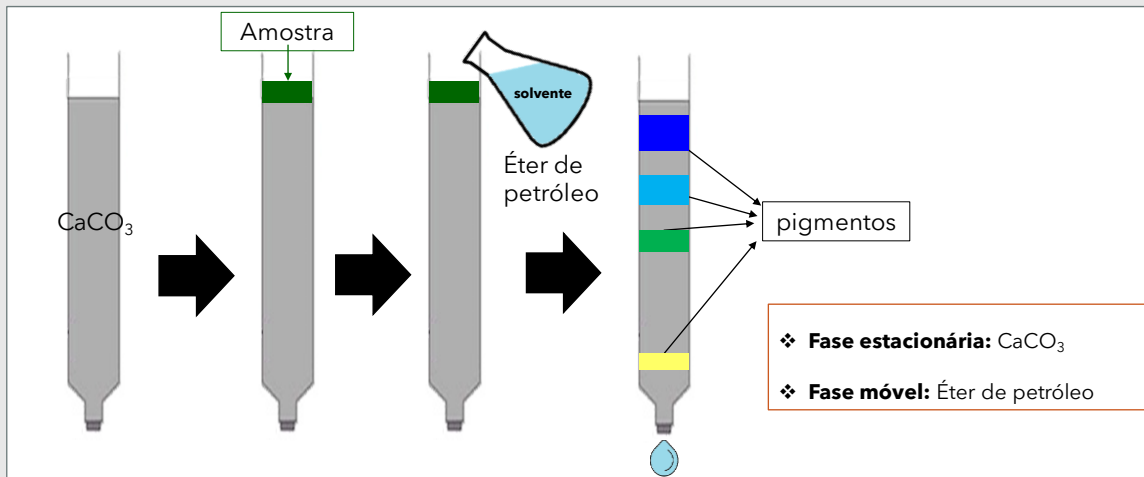 Amostra
solvente
Éter de
petróleo
CaCO₃
pigmentos
❖ Fase estacionária: CaCO₃
❖ Fase móvel: Éter de petróleo